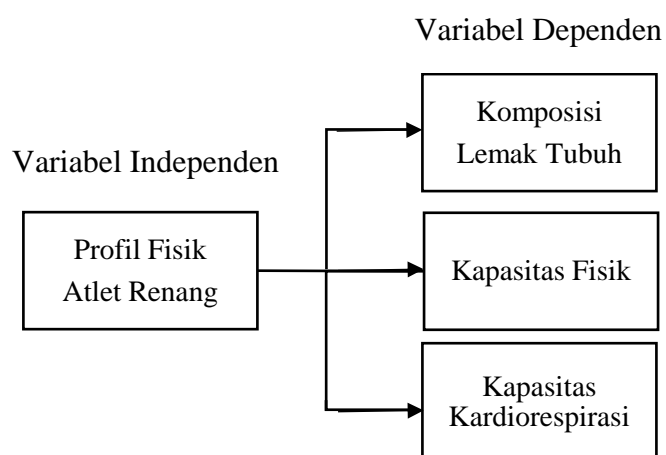 Variabel Dependen
Komposisi
Lemak Tubuh
Variabel Independen
Profil Fisik
Atlet Renang
Kapasitas Fisik
Kapasitas
Kardiorespirasi